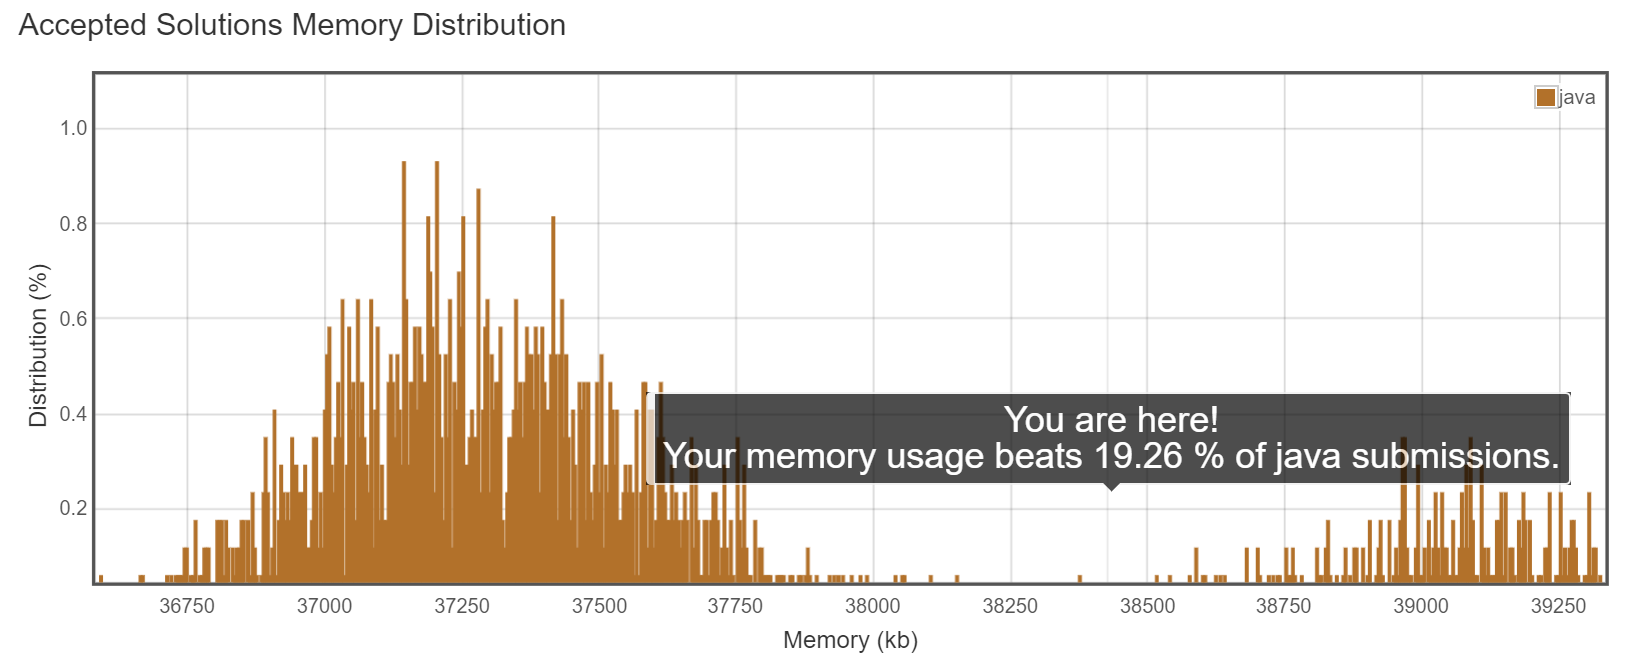 Accepted Solutions Memory Distribution
java
1.0
0.8
0.6
0.4
0.2
Distribution (%)
You are here!
Your memory usage beats 19.26 % of java submissions.
36750 37000 37250 37500 37750 38000 38250 38500 38750 39000 39250
Memory (kb)